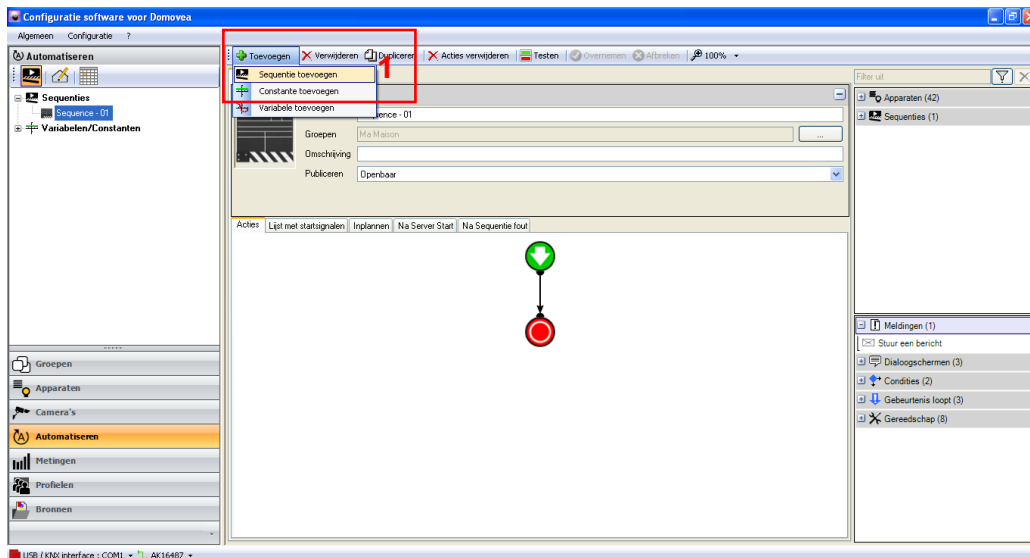 Configuratie software voor Domovea
Algemeen Configuratie ?
Automatiseren
Toevoegen Verwijderen Dupliceren Acties verwijderen Testen Overnemen Afbreken 100%
1
Sequentie toevoegen
Constante toevoegen
Variabele toevoegen
Sequenties
Sequence - 01
Variabelen/Constanten
Sequence - 01
Groepen Ma Maison ...
Omschrijving
Publiceren Openbaar
Acties Lijst met startsignalen Inplannen Na Server Start Na Sequentie fout
Filter uit
Apparaten (42)
Sequenties (1)
Meldingen (1)
Stuur een bericht
Dialoogschermen (3)
Condities (2)
Gebeurtenis loopt (3)
Gereedschap (8)
Groepen
Apparaten
Camera's
Automatiseren
Metingen
Profielen
Bronnen
USB / KNX interface : COM1 AK16487